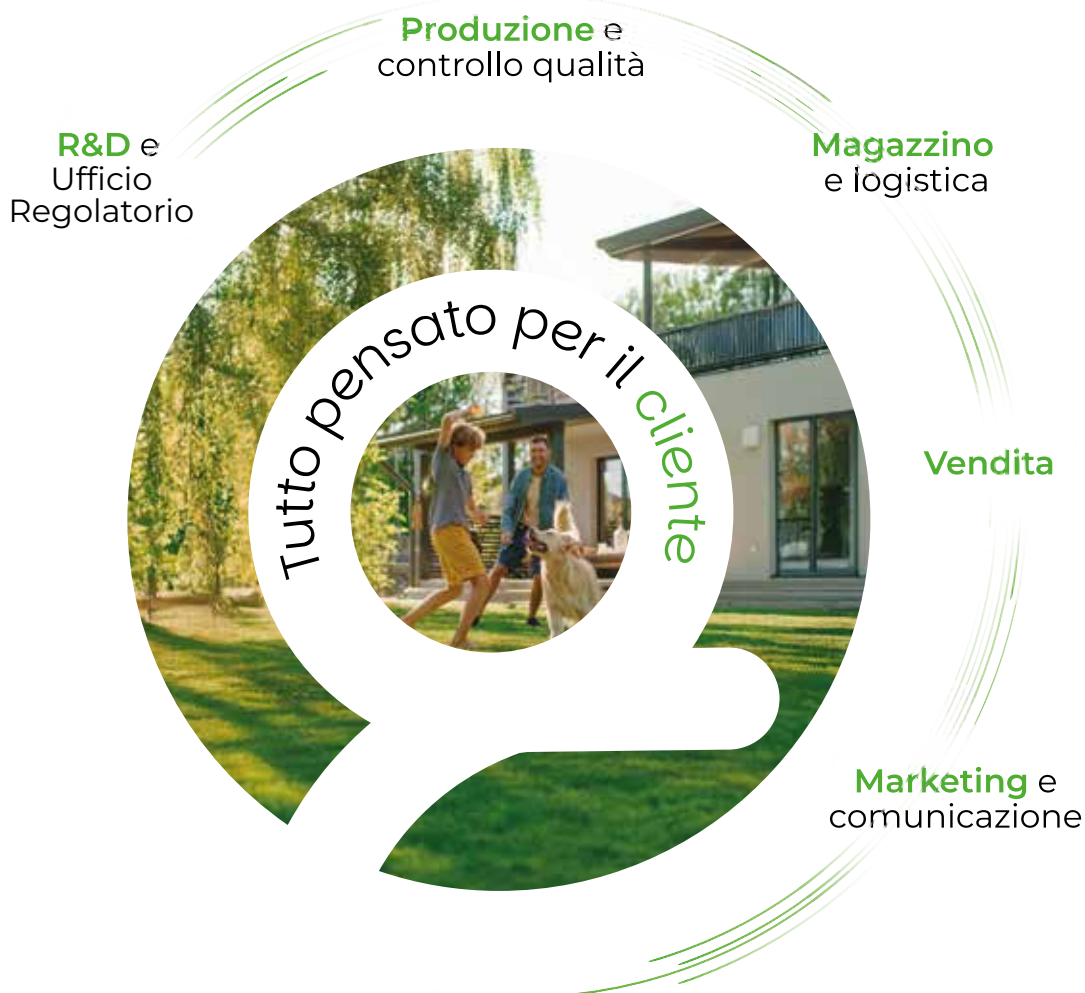 Produzione e
controllo qualità
R&D e
Ufficio
Regolatorio
Magazzino
e logistica
Tutto pensato per il cliente
Vendita
Marketing e
comunicazione